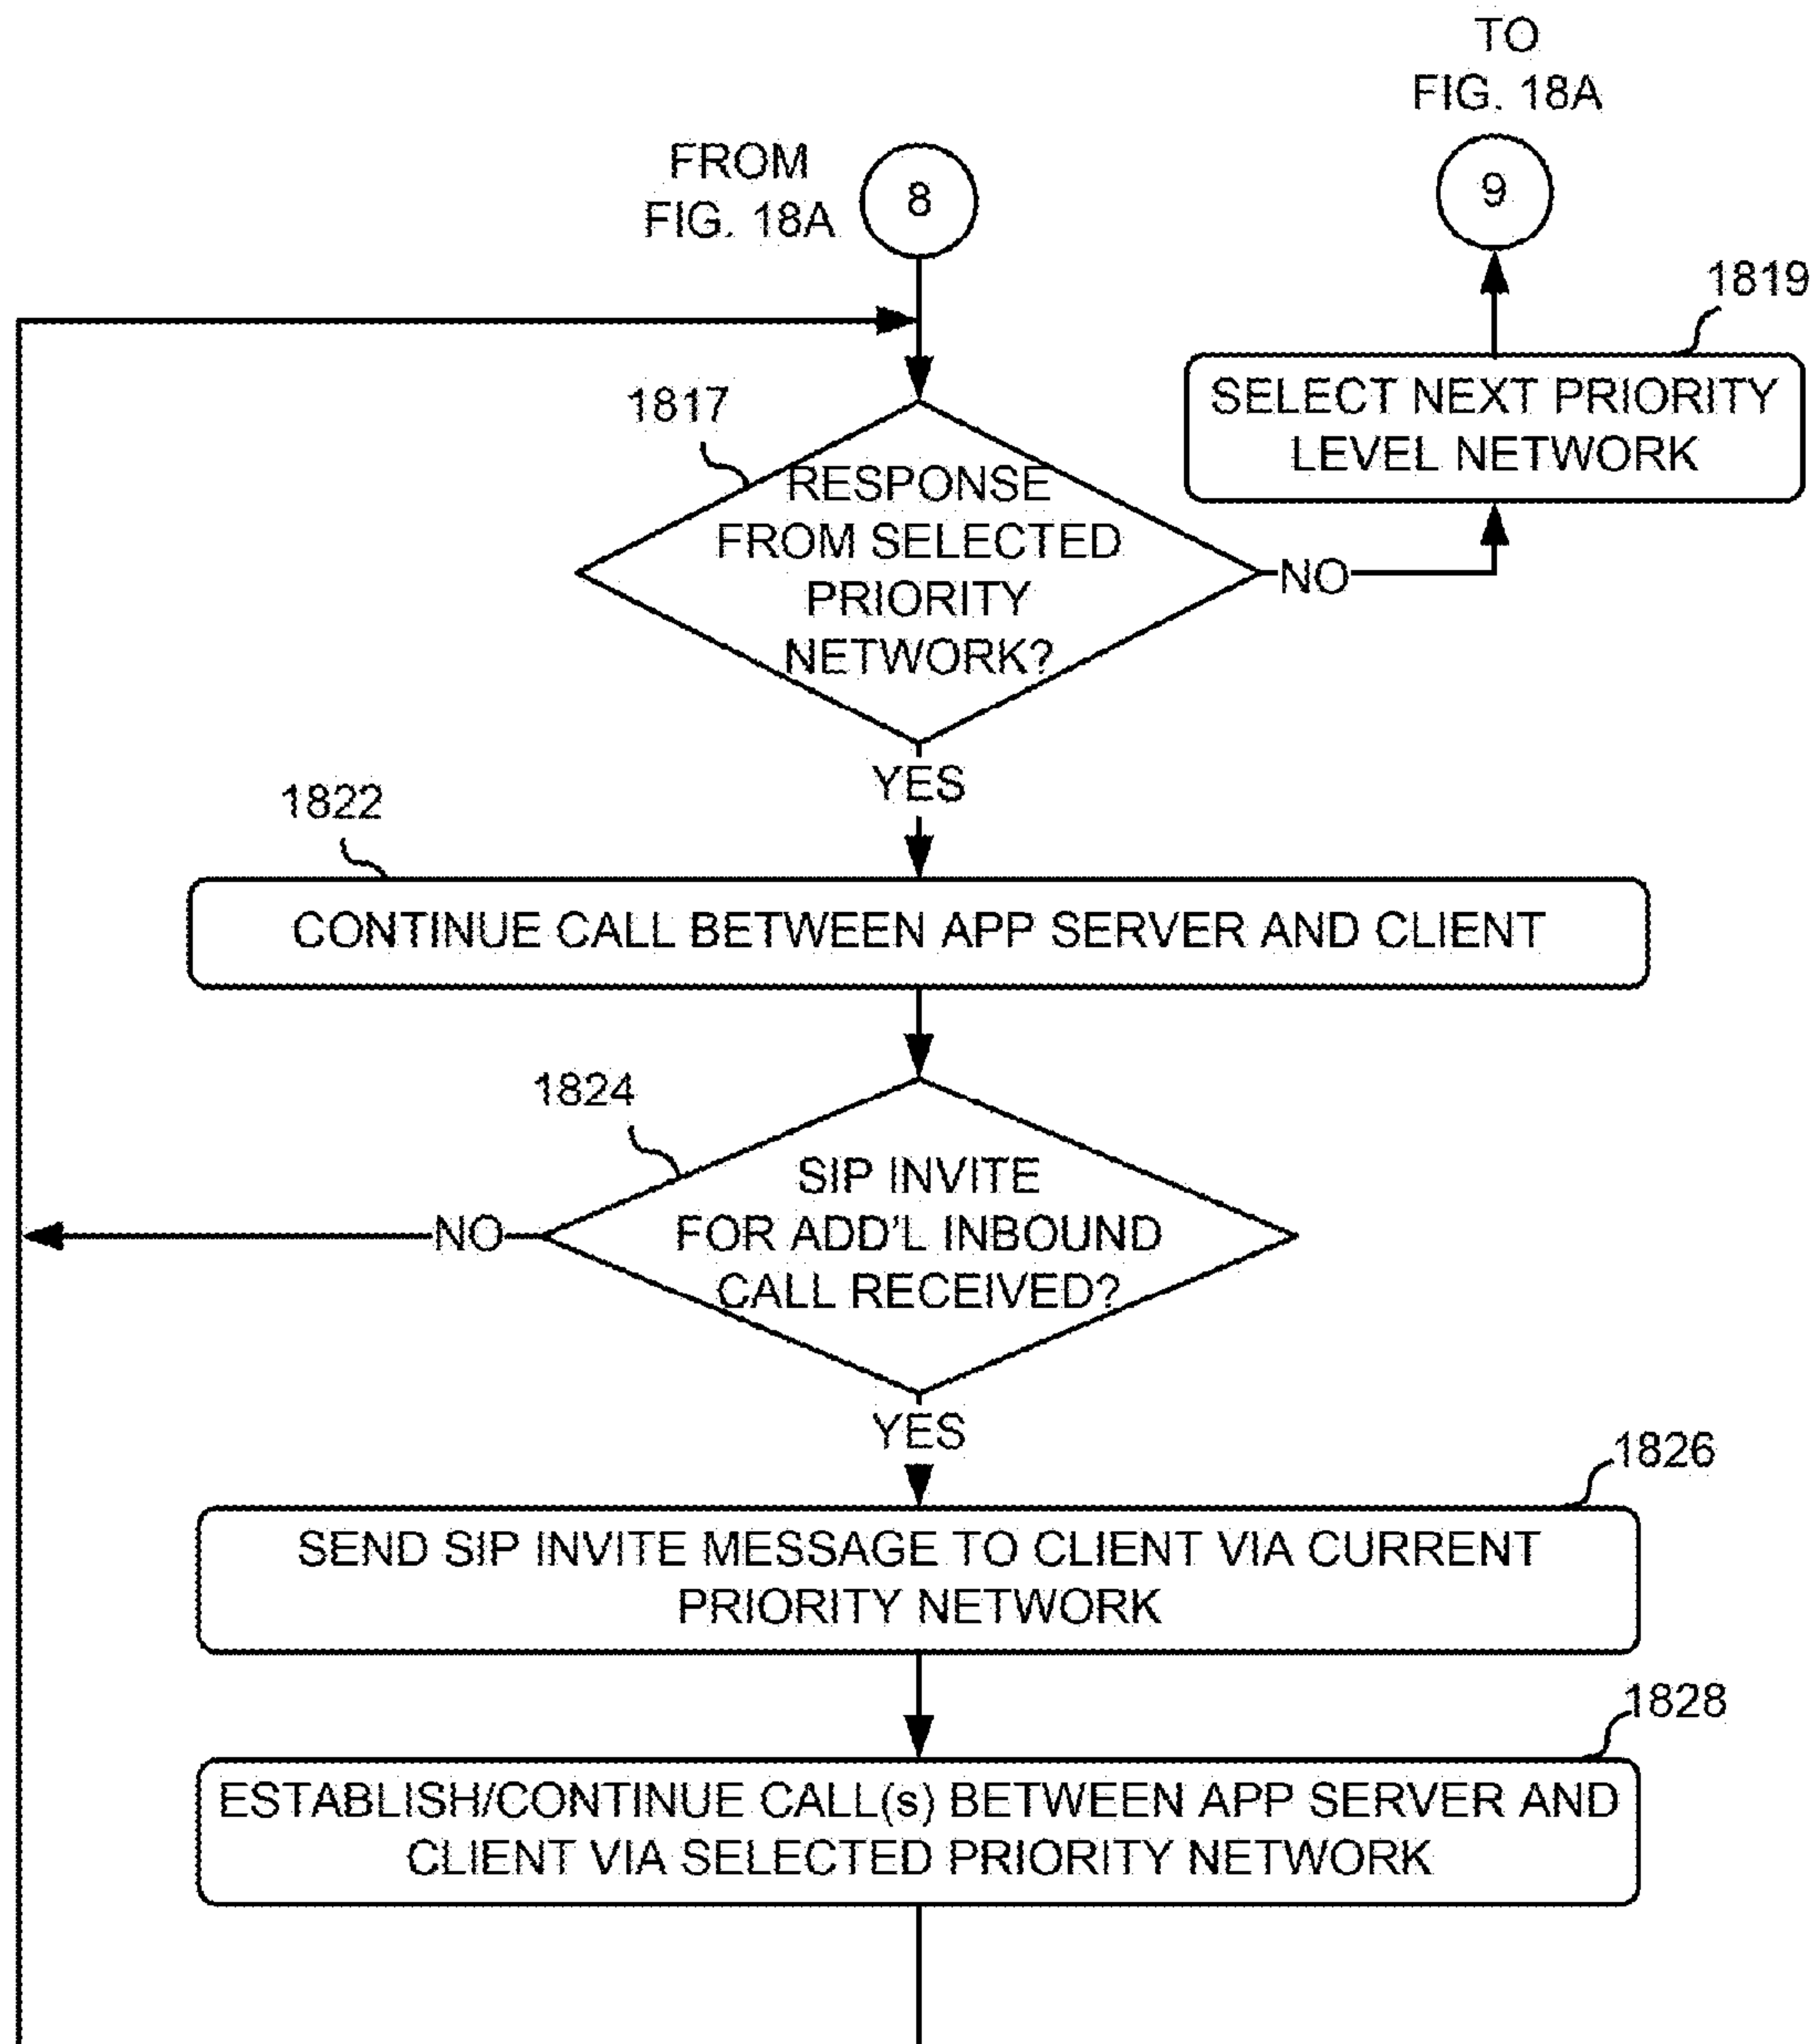 TO
FIG. 18A
9
FROM
FIG. 18A
8
1819
SELECT NEXT PRIORITY
LEVEL NETWORK
1817
RESPONSE
FROM SELECTED
PRIORITY
NETWORK?
NO
YES
1822
CONTINUE CALL BETWEEN APP SERVER AND CLIENT
1824
SIP INVITE
FOR ADD'L INBOUND
CALL RECEIVED?
NO
YES
1826
SEND SIP INVITE MESSAGE TO CLIENT VIA CURRENT
PRIORITY NETWORK
1828
ESTABLISH/CONTINUE CALL(s) BETWEEN APP SERVER AND
CLIENT VIA SELECTED PRIORITY NETWORK